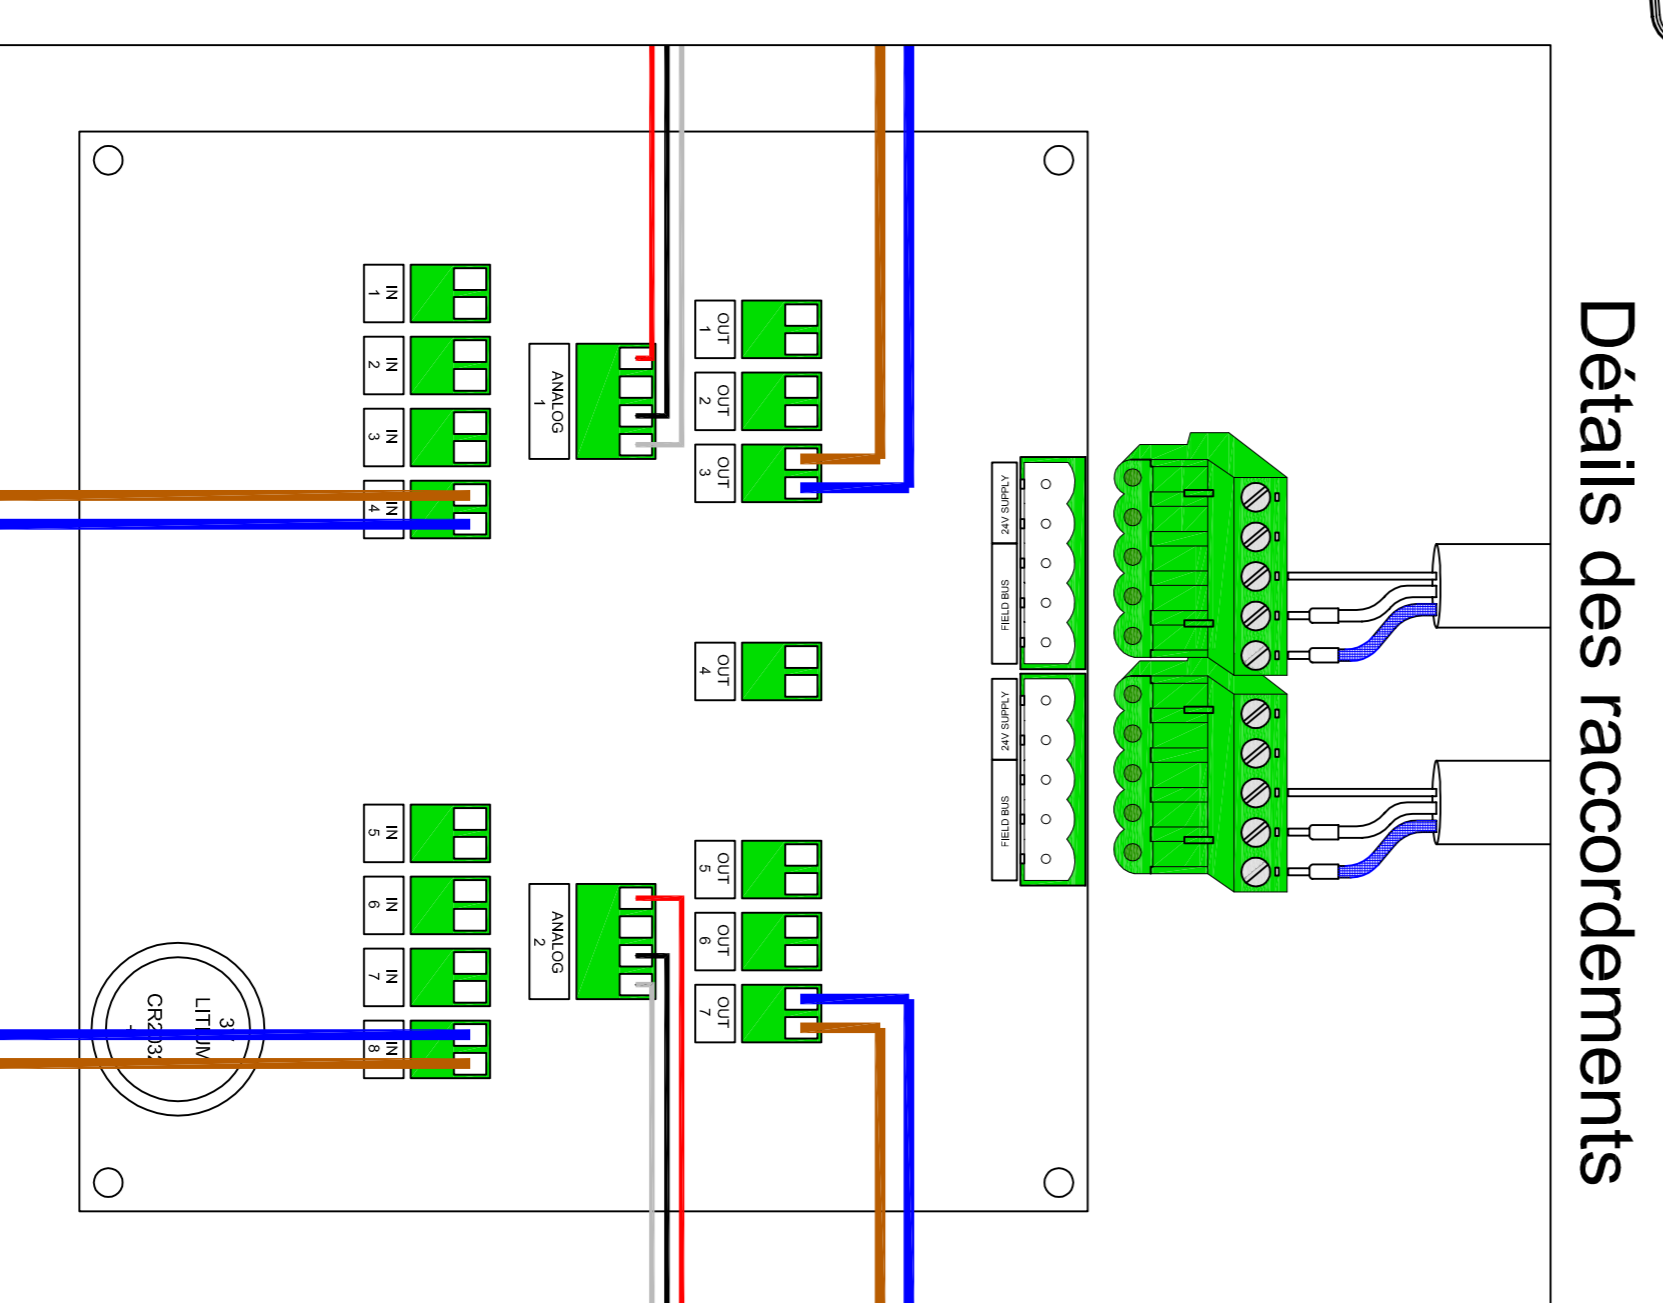 Détails des raccordements
24V SUPPLY
FIELD BUS
24V SUPPLY
FIELD BUS
OUT
1
OUT
2
OUT
3
OUT
4
OUT
5
OUT
6
OUT
7
ANALOG
1
ANALOG
2
IN
1
IN
2
IN
3
IN
4
IN
5
IN
6
IN
7
IN
8